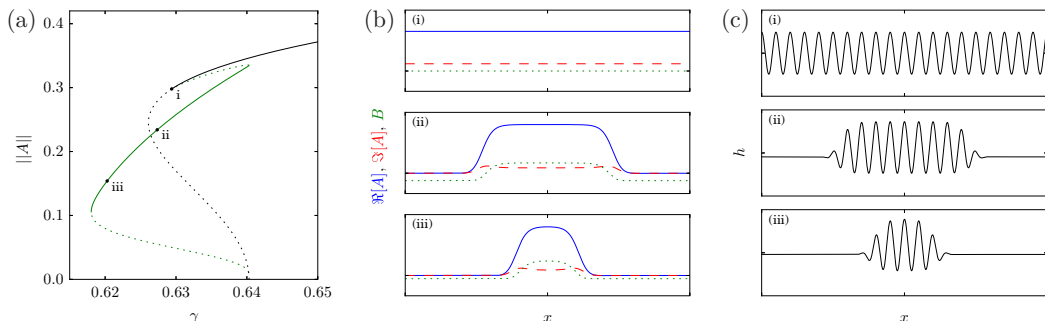 (a)
0.4
0.3
0.2
0.1
0.0
||A||
i
ii
iii
0.62
0.63
0.64
0.65
γ
(b)
(i)
(ii)
(iii)
ℜ[A], ℑ[A], B
x
(c)
(i)
(ii)
(iii)
h
x